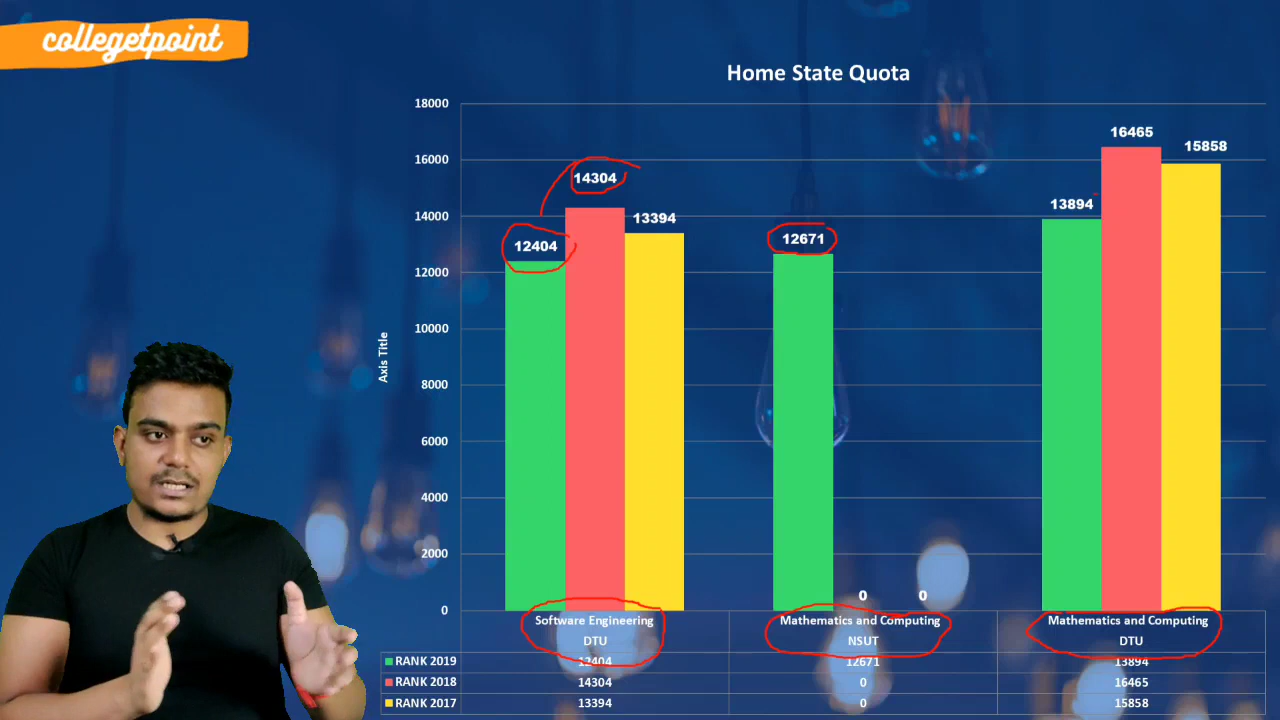 collegetpoint
Home State Quota
18000
16000
14000
12000
10000
8000
6000
4000
2000
0
Axis Title
12404
14304
13394
12671
0
0
13894
16465
15858
Software Engineering
DTU
Mathematics and Computing
NSUT
Mathematics and Computing
DTU
RANK 2019 12404 12671 13894
RANK 2018 14304 0 16465
RANK 2017 13394 0 15858